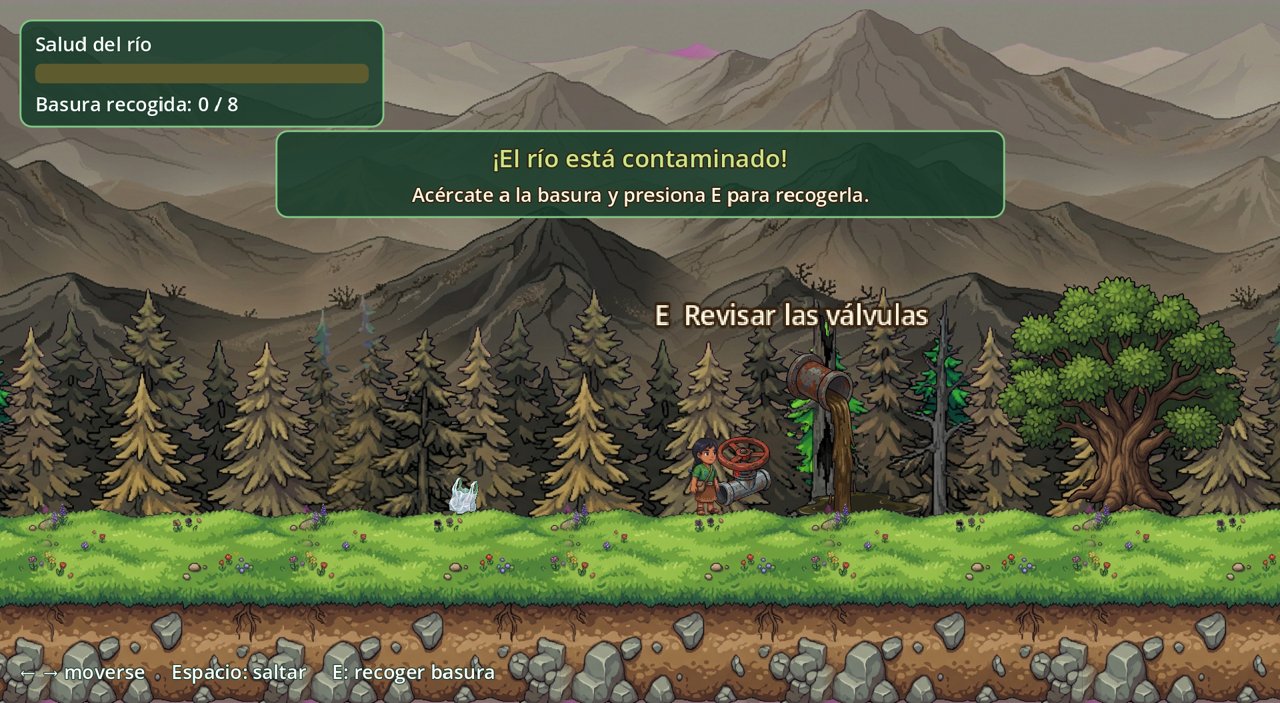 Salud del río
Basura recogida: 0 / 8
¡El río está contaminado!
Acércate a la basura y presiona E para recogerla.
E Revisar las válvulas
← → moverse Espacio: saltar E: recoger basura